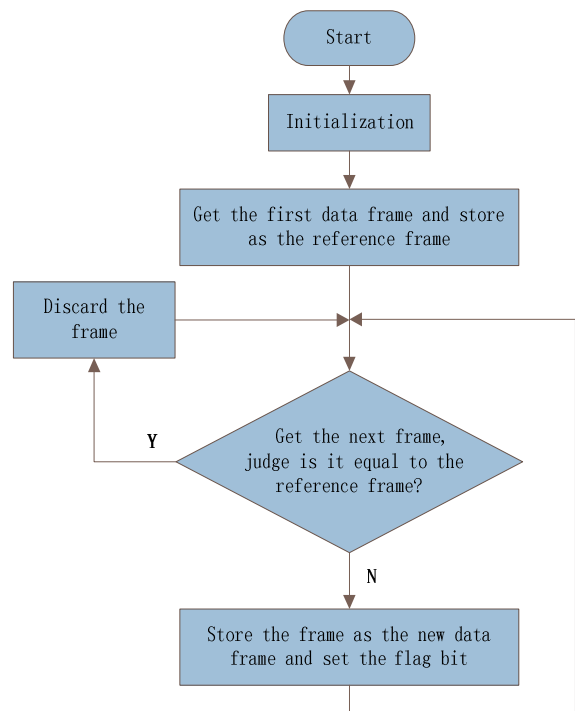 Start
Initialization
Get the first data frame and store
as the reference frame
Discard the
frame
Y
Get the next frame,
judge is it equal to the
reference frame?
N
Store the frame as the new data
frame and set the flag bit